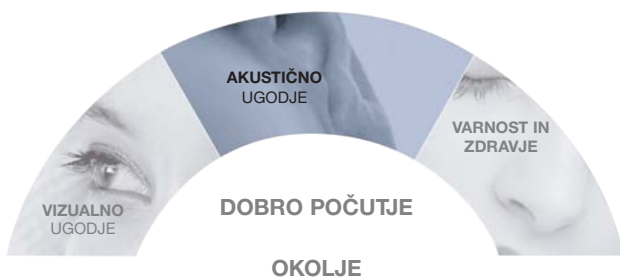 AKUSTIČNO
UGODJE
VARNOST IN
ZDRAVJE
VIZUALNO
UGODJE
DOBRO POČUTJE
OKOLJE